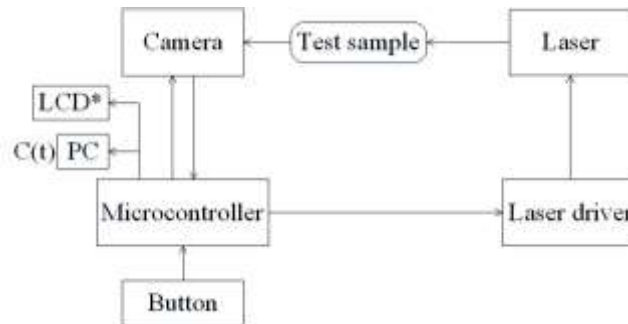 Camera
Test sample
Laser
LCD*
C(t) PC
Microcontroller
Laser driver
Button